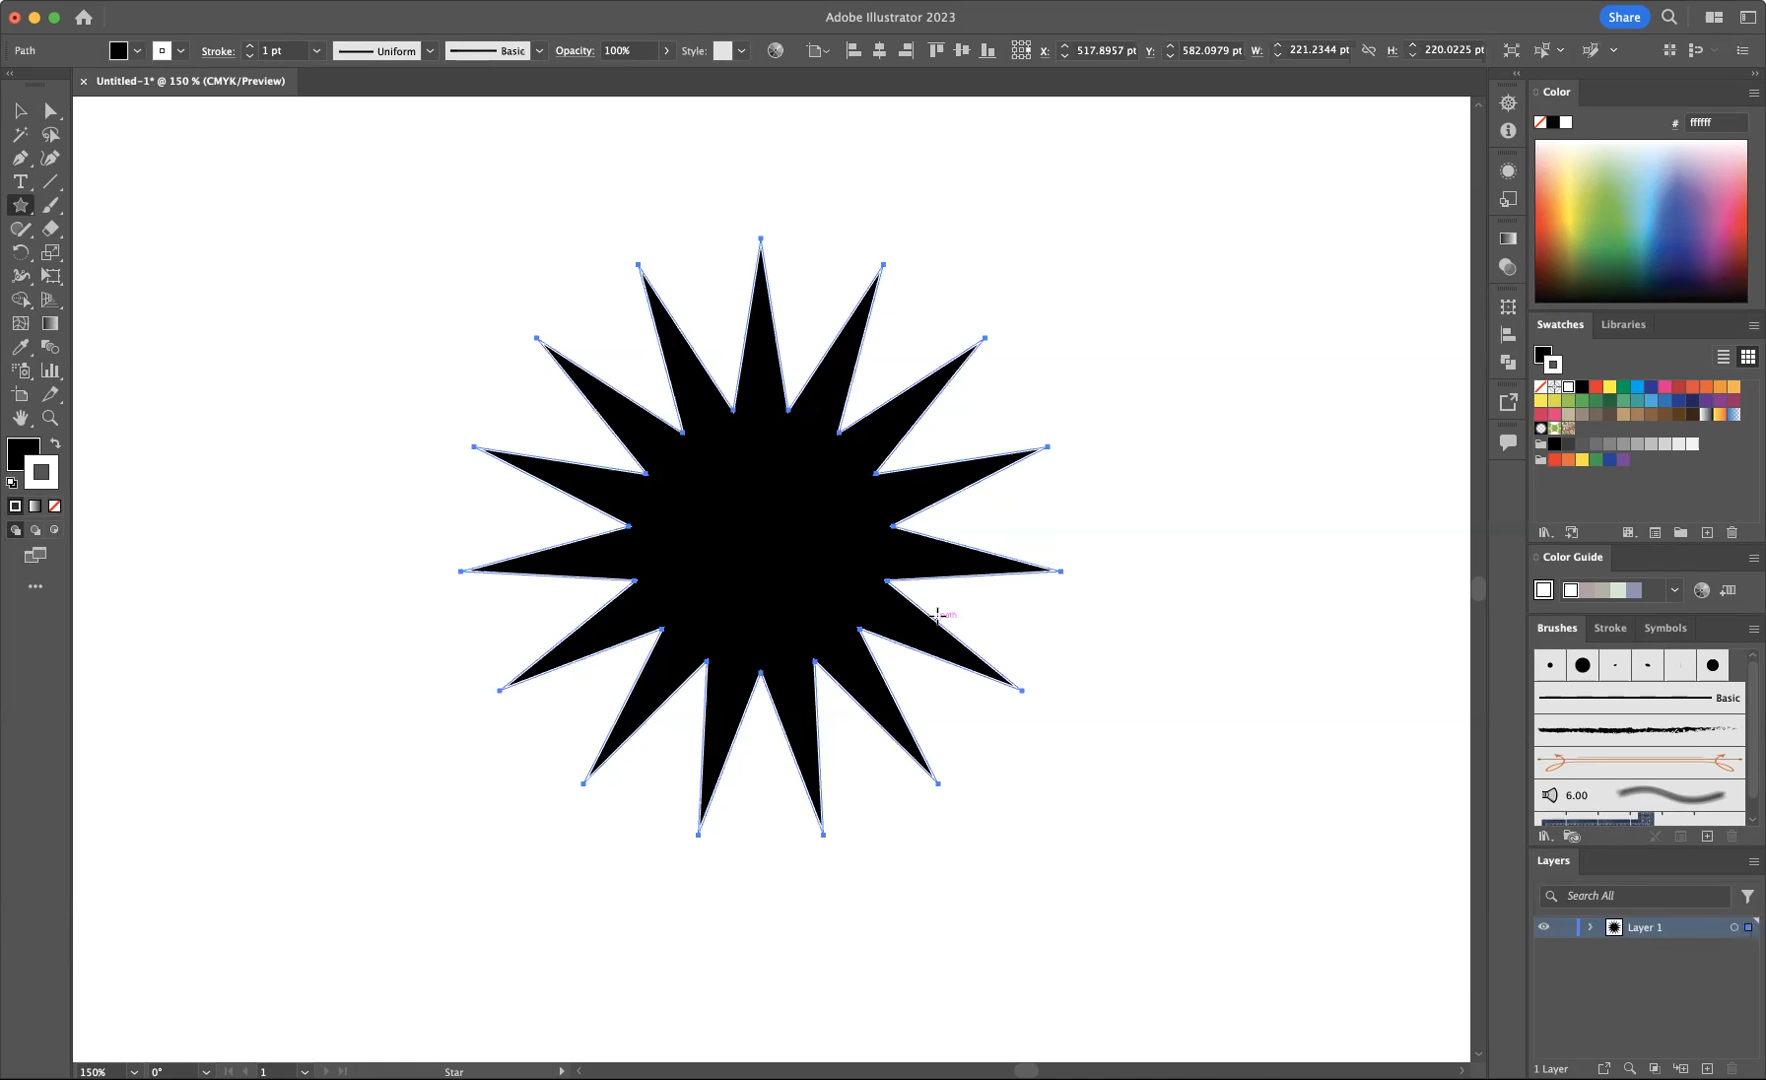 Adobe Illustrator 2023
Share
Path
Stroke:
1 pt
Uniform
Basic
Opacity:
100%
Style:
X:
517.8957 pt
Y:
582.0979 pt
W:
221.2344 pt
H:
220.0225 pt
Untitled-1* @ 150 % (CMYK/Preview)
Color
# ffffff
Swatches
Libraries
Color Guide
path
Brushes
Stroke
Symbols
Basic
6.00
Layers
Search All
Layer 1
1 Layer
150%
0°
1
Star